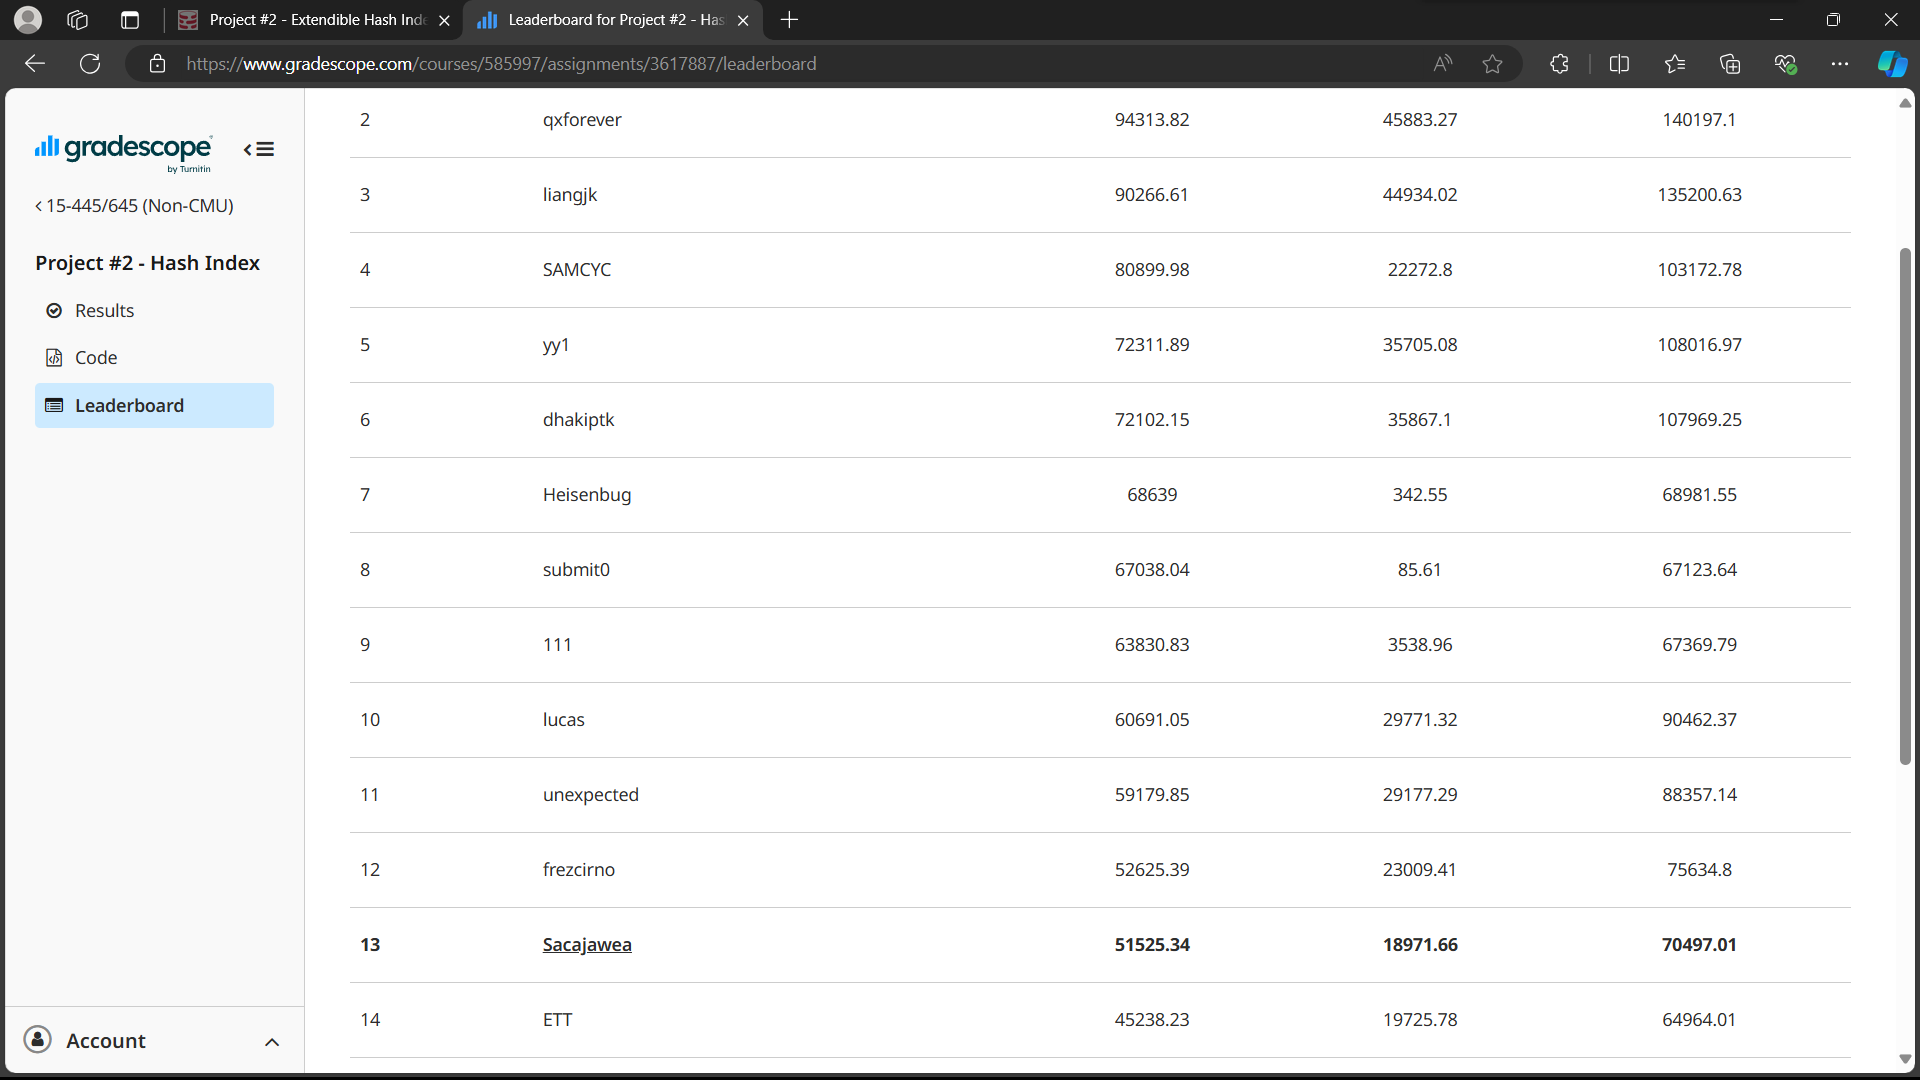 Project #2 - Extendible Hash Inde
Leaderboard for Project #2 - Has
https://www.gradescope.com/courses/585997/assignments/3617887/leaderboard
gradescope
by Turnitin
15-445/645 (Non-CMU)
Project #2 - Hash Index
Results
Code
Leaderboard
Account
2 qxforever 94313.82 45883.27 140197.1
3 liangjk 90266.61 44934.02 135200.63
4 SAMCYC 80899.98 22272.8 103172.78
5 yy1 72311.89 35705.08 108016.97
6 dhakiptk 72102.15 35867.1 107969.25
7 Heisenbug 68639 342.55 68981.55
8 submit0 67038.04 85.61 67123.64
9 111 63830.83 3538.96 67369.79
10 lucas 60691.05 29771.32 90462.37
11 unexpected 59179.85 29177.29 88357.14
12 frezcirno 52625.39 23009.41 75634.8
13 Sacajawea 51525.34 18971.66 70497.01
14 ETT 45238.23 19725.78 64964.01